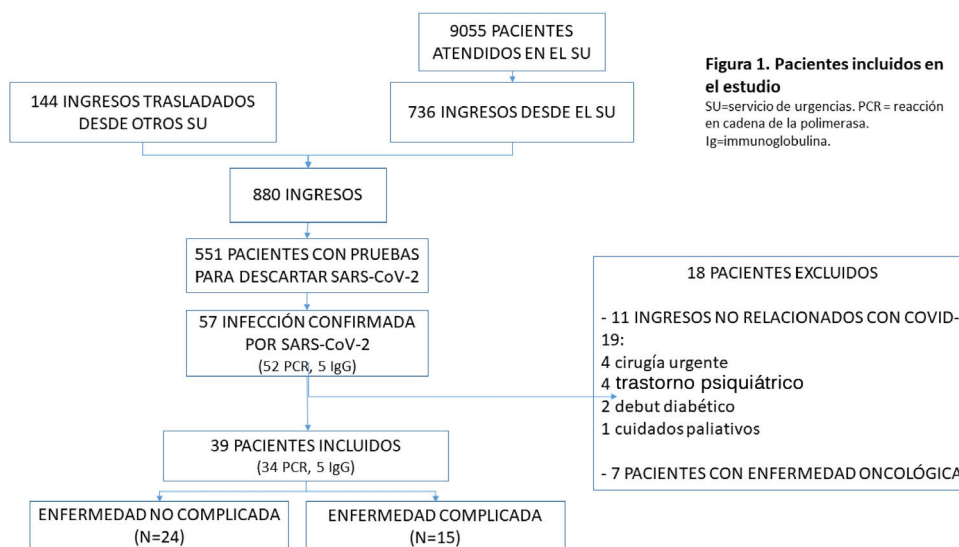 9055 PACIENTES
ATENDIDOS EN EL SU
Figura 1. Pacientes incluidos en
el estudio
SU=servicio de urgencias. PCR = reacción
en cadena de la polimerasa.
Ig=immunoglobulina.
144 INGRESOS TRASLADADOS
DESDE OTROS SU
736 INGRESOS DESDE EL SU
880 INGRESOS
551 PACIENTES CON PRUEBAS
PARA DESCARTAR SARS-CoV-2
57 INFECCIÓN CONFIRMADA
POR SARS-CoV-2
(52 PCR, 5 IgG)
18 PACIENTES EXCLUIDOS
- 11 INGRESOS NO RELACIONADOS CON COVID-
19:
4 cirugía urgente
4 trastorno psiquiátrico
2 debut diabético
1 cuidados paliativos
- 7 PACIENTES CON ENFERMEDAD ONCOLÓGICA
39 PACIENTES INCLUIDOS
(34 PCR, 5 IgG)
ENFERMEDAD NO COMPLICADA
(N=24)
ENFERMEDAD COMPLICADA
(N=15)